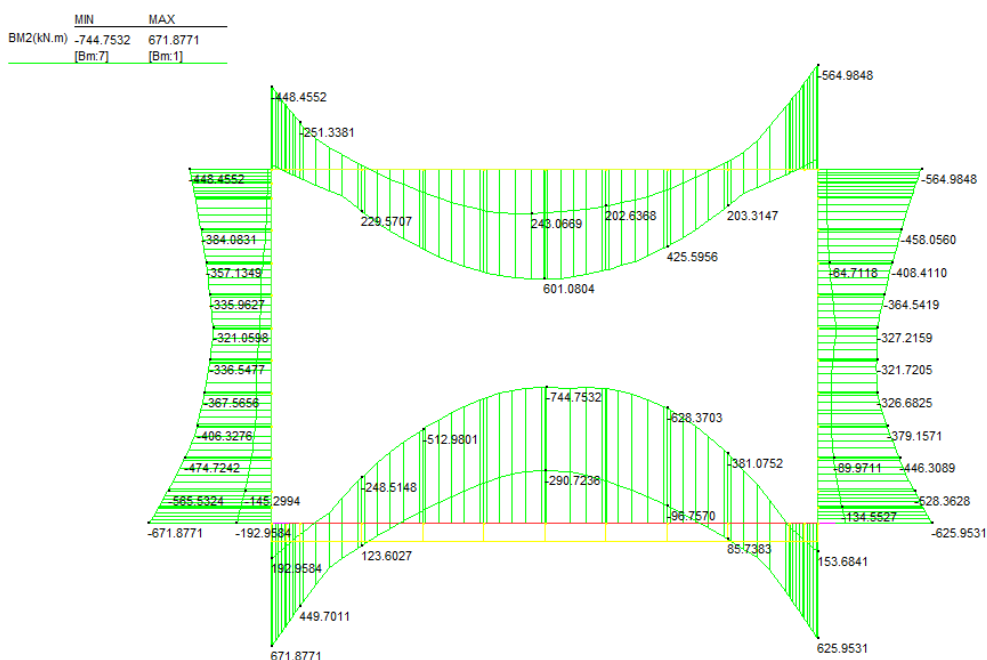 MIN MAX
BM2(kN.m) -744.7532 671.8771
[Bm:7] [Bm:1]
-564.9848
-448.4552
-251.3381
-448.4552 -564.9848
229.5707 243.0669 202.6368 203.3147
-384.0831 -458.0560
425.5956
-357.1349 -64.7118 -408.4110
601.0804
-335.9627 -364.5419
-321.0598 -327.2159
-336.5477 -321.7205
-367.5656 -744.7532 -326.6825
-628.3703
-406.3276 -512.9801 -379.1571
-474.7242 -381.0752 -89.9711 -446.3089
-248.5148 -290.7236
-565.5324 -145.2994 -528.3628
-96.7570 -134.5527
-671.8771 -192.9584 -625.9531
123.6027 85.7383
192.9584 153.6841
449.7011
671.8771 625.9531